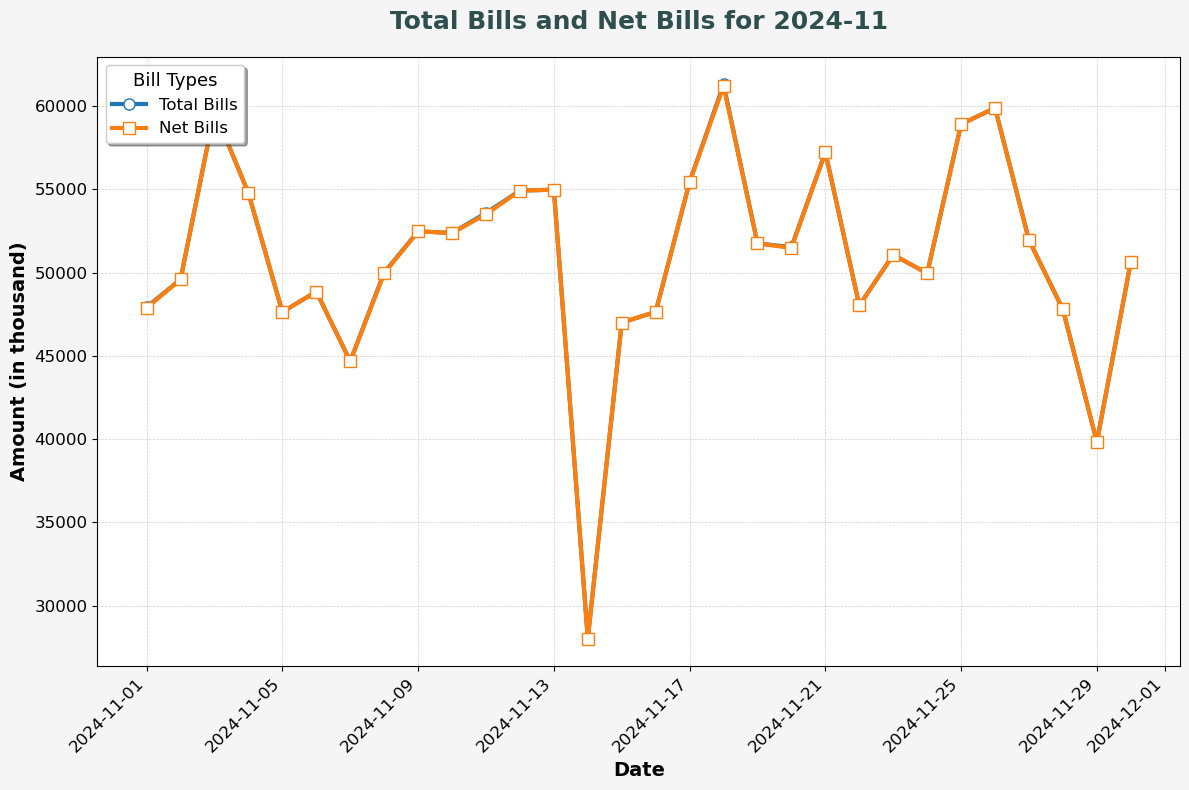 Total Bills and Net Bills for 2024-11
Bill Types
Total Bills
Net Bills
Amount (in thousand)
60000
55000
50000
45000
40000
35000
30000
2024-11-01
2024-11-05
2024-11-09
2024-11-13
2024-11-17
2024-11-21
2024-11-25
2024-11-29
2024-12-01
Date